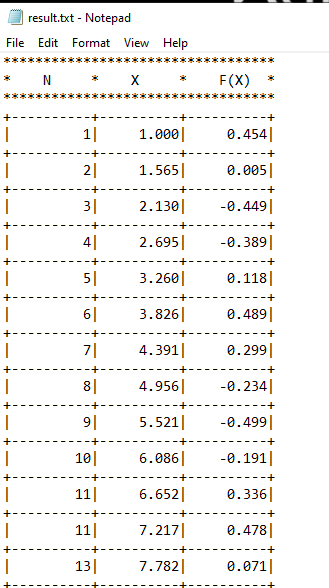 result.txt - Notepad
File Edit Format View Help
**********************************
*    N     *    X     *    F(X)  *
**********************************
+----------+----------+----------+
|         1|     1.000|     0.454|
+----------+----------+----------+
|         2|     1.565|     0.005|
+----------+----------+----------+
|         3|     2.130|    -0.449|
+----------+----------+----------+
|         4|     2.695|    -0.389|
+----------+----------+----------+
|         5|     3.260|     0.118|
+----------+----------+----------+
|         6|     3.826|     0.489|
+----------+----------+----------+
|         7|     4.391|     0.299|
+----------+----------+----------+
|         8|     4.956|    -0.234|
+----------+----------+----------+
|         9|     5.521|    -0.499|
+----------+----------+----------+
|        10|     6.086|    -0.191|
+----------+----------+----------+
|        11|     6.652|     0.336|
+----------+----------+----------+
|        11|     7.217|     0.478|
+----------+----------+----------+
|        13|     7.782|     0.071|
+----------+----------+----------+